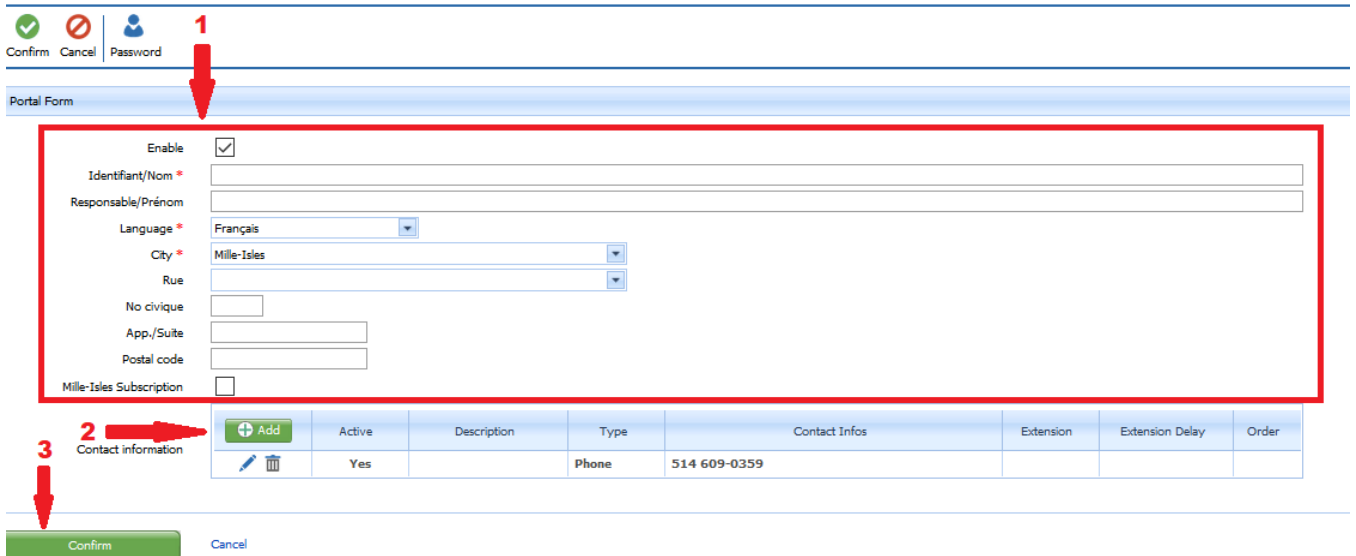 1
Confirm Cancel Password
Portal Form
Enable
Identifiant/Nom *
Responsable/Prénom
Language * Français
City * Mille-Isles
Rue
No civique
App./Suite
Postal code
Mille-Isles Subscription
2 Add Active Description Type Contact Infos Extension Extension Delay Order
3 Contact information
Yes Phone 514 609-0359
Confirm Cancel